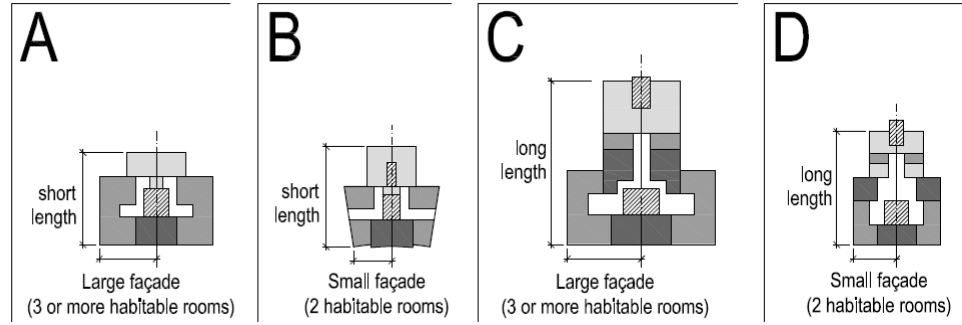 A
short
length
Large façade
(3 or more habitable rooms)
B
short
length
Small façade
(2 habitable rooms)
C
long
length
Large façade
(3 or more habitable rooms)
D
long
length
Small façade
(2 habitable rooms)